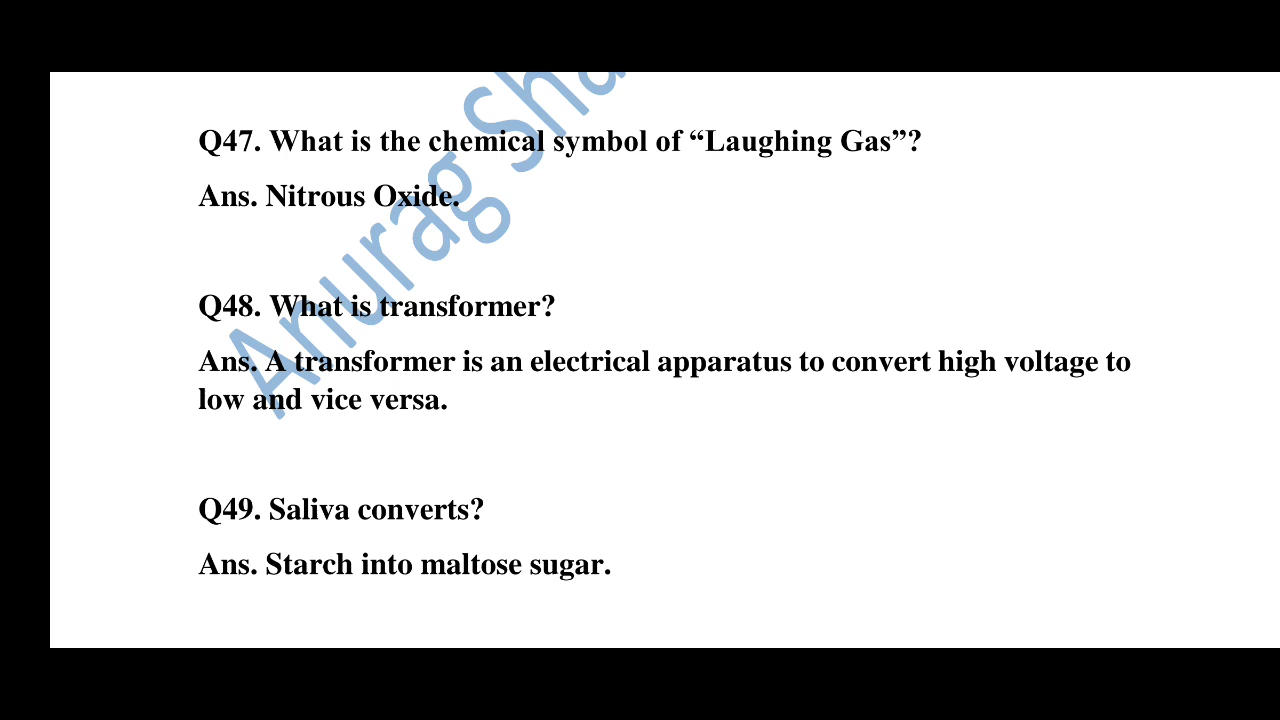 Q47. What is the chemical symbol of “Laughing Gas”?
Ans. Nitrous Oxide.
Q48. What is transformer?
Ans. A transformer is an electrical apparatus to convert high voltage to
low and vice versa.
Q49. Saliva converts?
Ans. Starch into maltose sugar.
Anurag